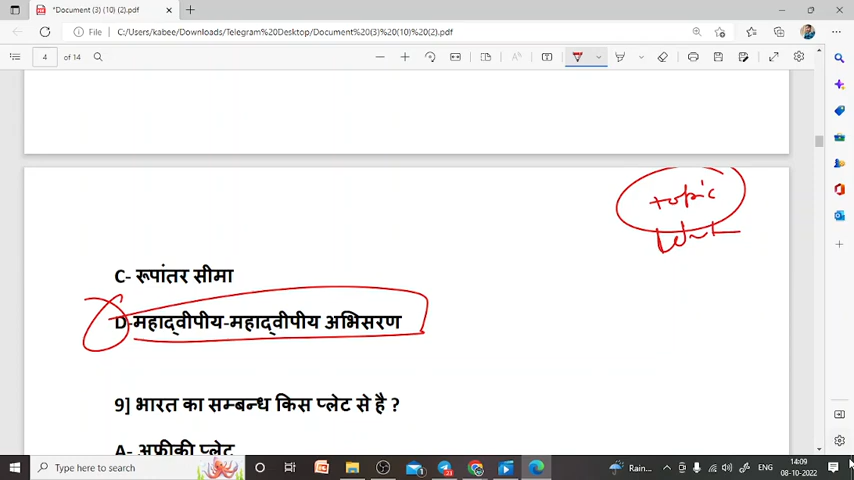 *Document (3) (10) (2).pdf
File
C:/Users/kabee/Downloads/Telegram%20Desktop/Document%20(3)%20(10)%20(2).pdf
4 of 14
topic
C- रूपांतर सीमा
D-महाद्वीपीय-महाद्वीपीय अभिसरण
9] भारत का सम्बन्ध किस प्लेट से है ?
A- अफ्रीकी प्लेट
Type here to search
Rain...
ENG
14:09
08-10-2022